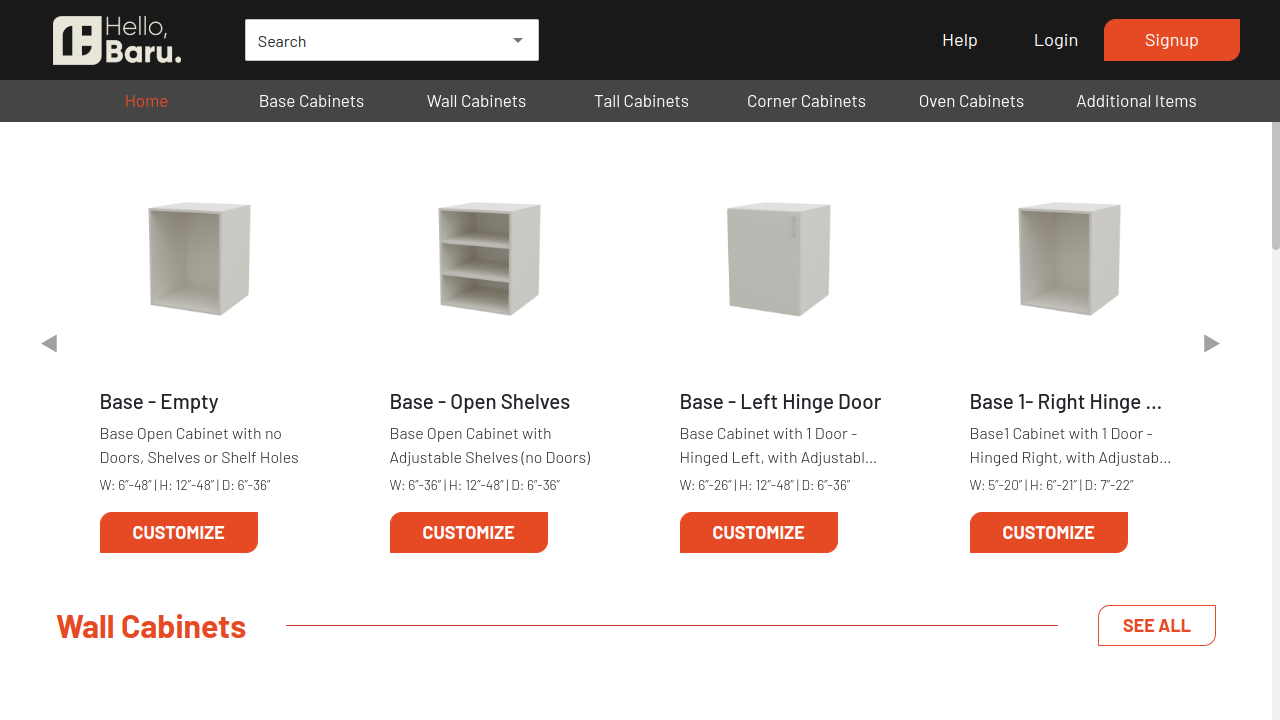 Hello,
Baru.
Search
Help
Login
Signup
Home
Base Cabinets
Wall Cabinets
Tall Cabinets
Corner Cabinets
Oven Cabinets
Additional Items
Base - Empty
Base Open Cabinet with no
Doors, Shelves or Shelf Holes
W: 6”-48” | H: 12”-48” | D: 6”-36”
CUSTOMIZE
Base - Open Shelves
Base Open Cabinet with
Adjustable Shelves (no Doors)
W: 6”-36” | H: 12”-48” | D: 6”-36”
CUSTOMIZE
Base - Left Hinge Door
Base Cabinet with 1 Door -
Hinged Left, with Adjustabl...
W: 6”-26” | H: 12”-48” | D: 6”-36”
CUSTOMIZE
Base 1- Right Hinge ...
Base1 Cabinet with 1 Door -
Hinged Right, with Adjustab...
W: 5”-20” | H: 6”-21” | D: 7”-22”
CUSTOMIZE
Wall Cabinets
SEE ALL